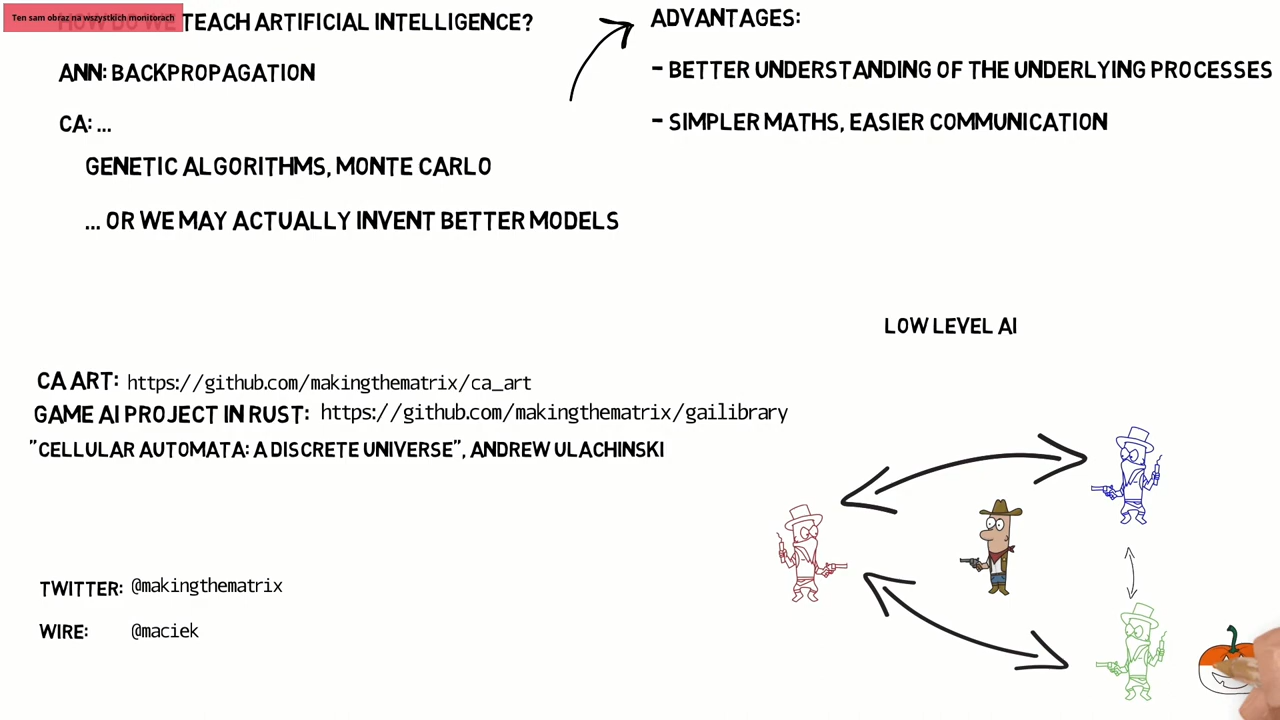 Ten sam obraz na wszystkich monitorach
HOW DO WE TEACH ARTIFICIAL INTELLIGENCE?
ANN: BACKPROPAGATION
CA: ...
GENETIC ALGORITHMS, MONTE CARLO
... OR WE MAY ACTUALLY INVENT BETTER MODELS
ADVANTAGES:
- BETTER UNDERSTANDING OF THE UNDERLYING PROCESSES
- SIMPLER MATHS, EASIER COMMUNICATION
LOW LEVEL AI
CA ART: https://github.com/makingthematrix/ca_art
GAME AI PROJECT IN RUST: https://github.com/makingthematrix/gailibrary
"CELLULAR AUTOMATA: A DISCRETE UNIVERSE", ANDREW ULACHINSKI
TWITTER: @makingthematrix
WIRE: @maciek